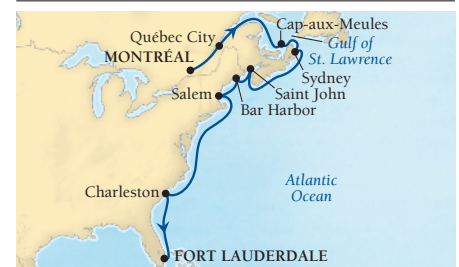 Cap-aux-Meules
Québec City
Gulf of
St. Lawrence
MONTRÉAL
Sydney
Salem
Saint John
Bar Harbor
Atlantic
Ocean
Charleston
FORT LAUDERDALE